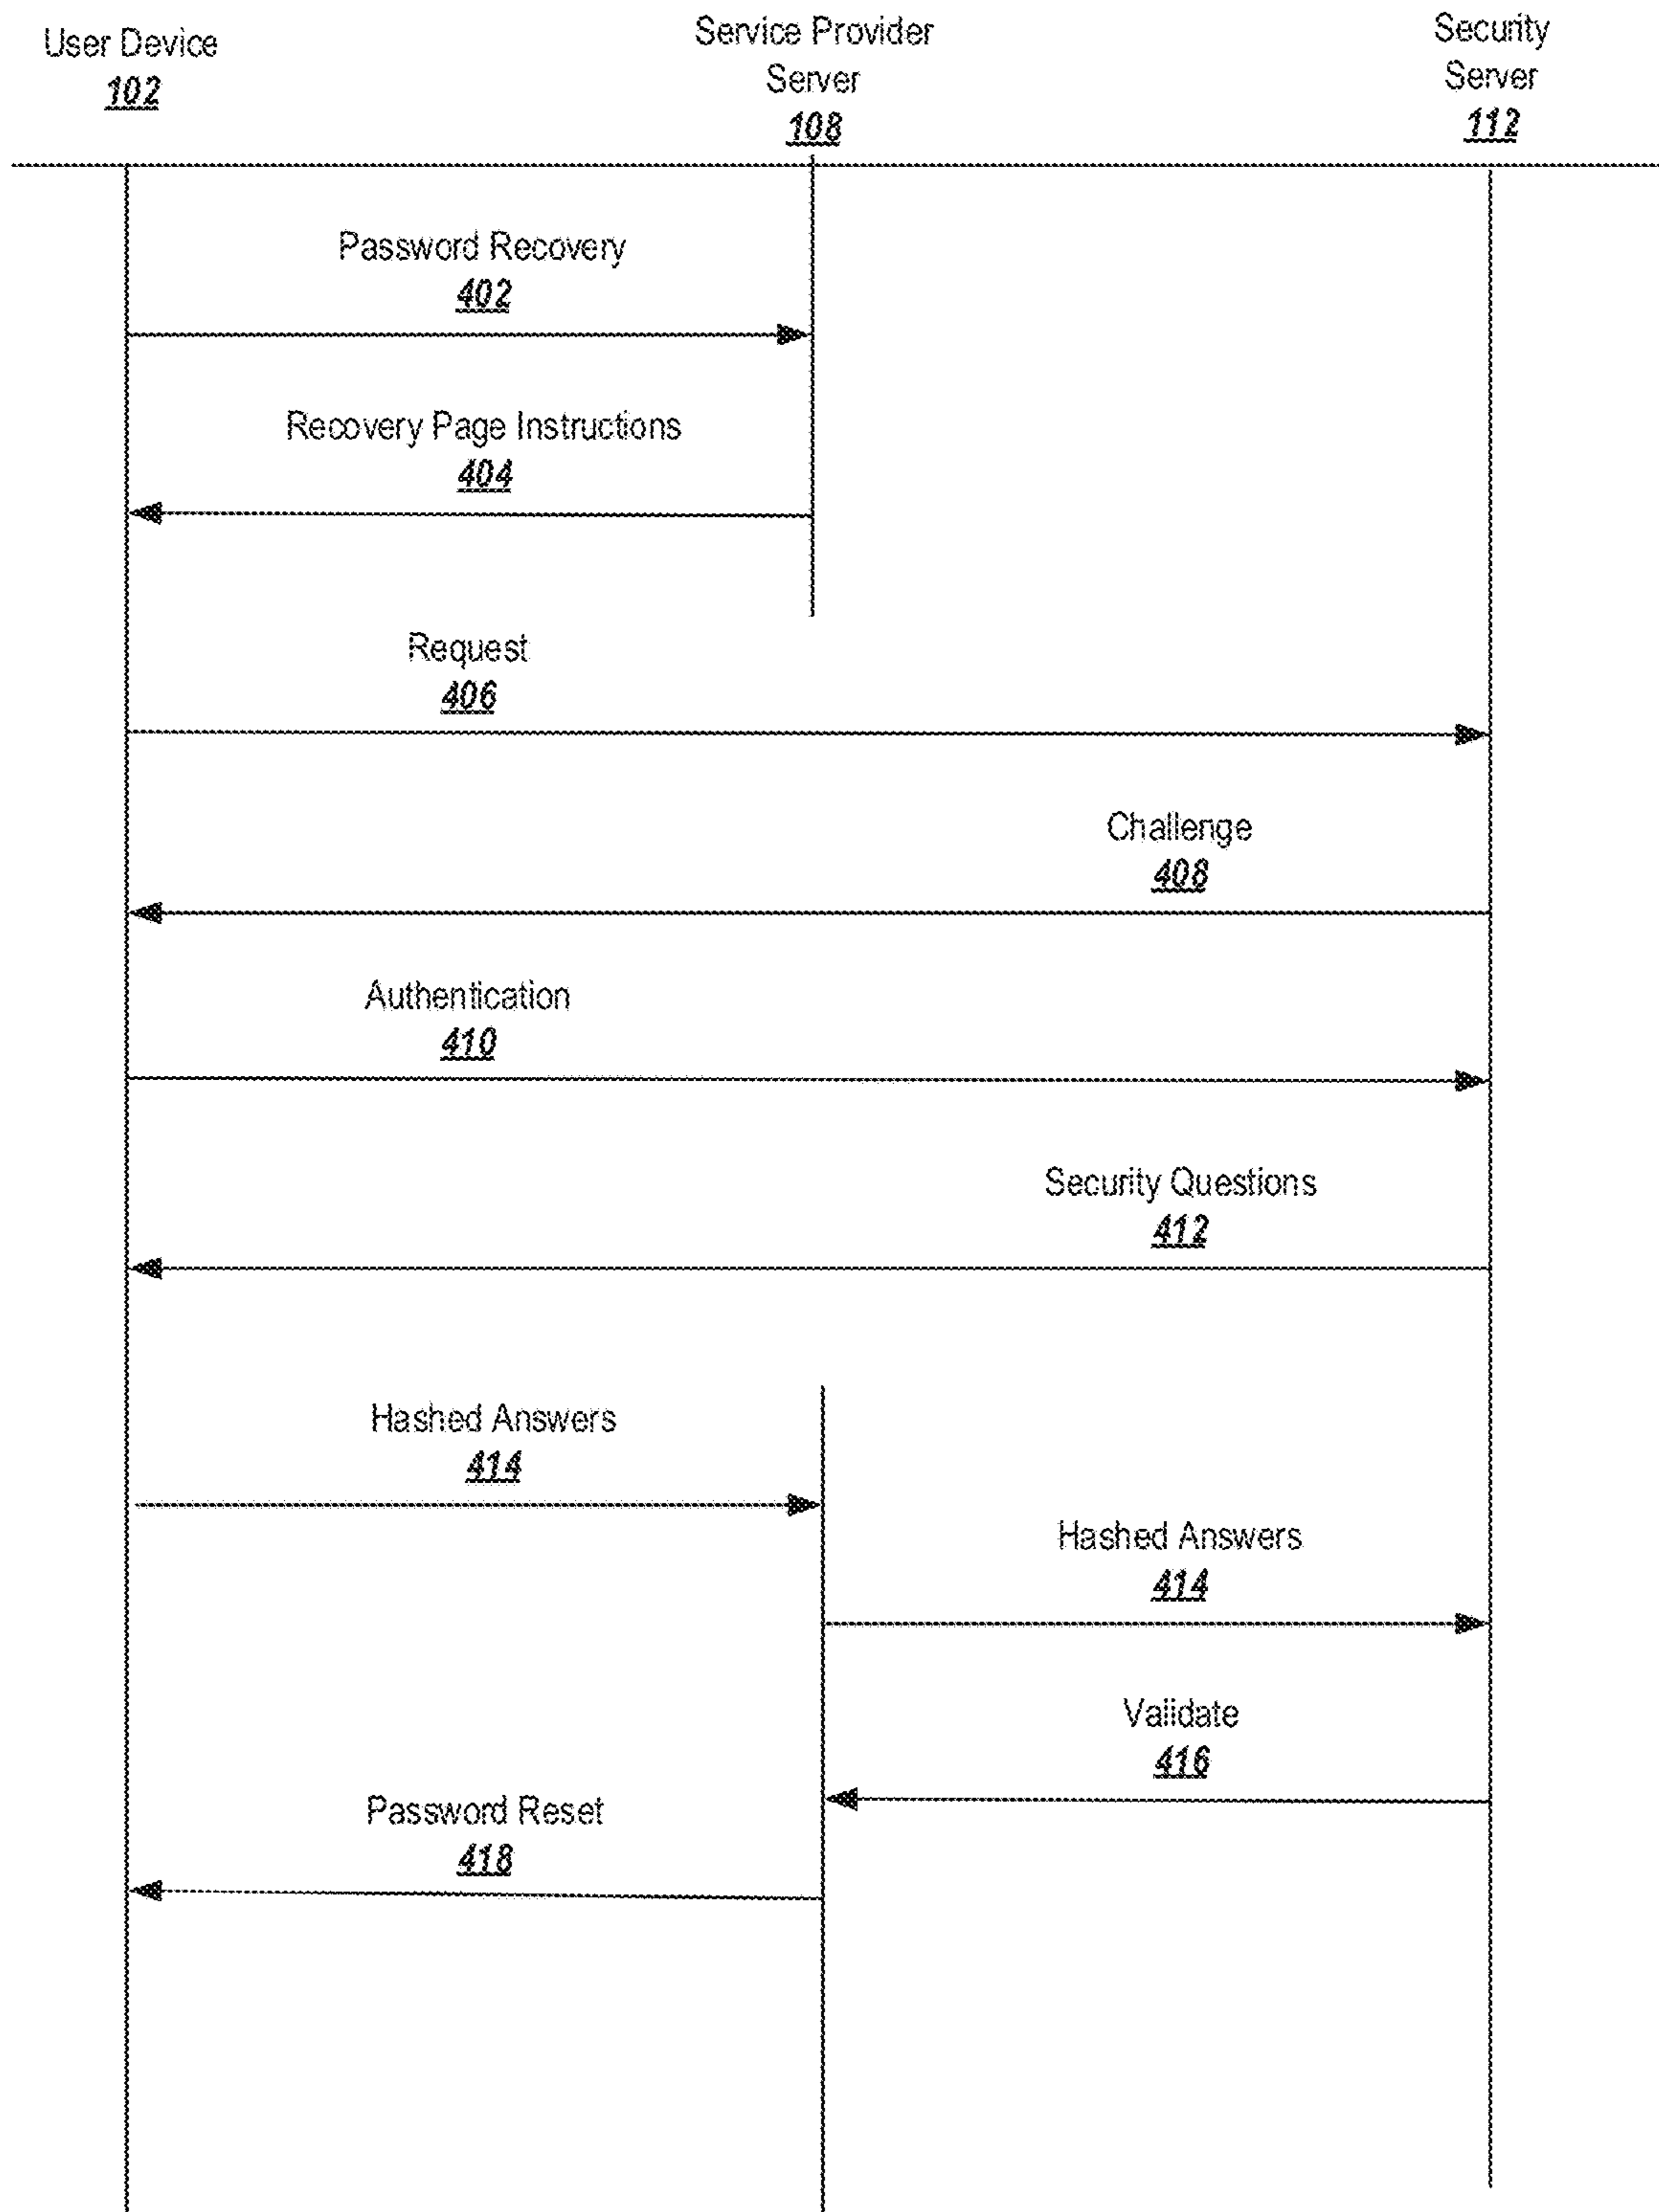 User Device
102
Service Provider
Server
108
Security
Server
112
Password Recovery
402
Recovery Page Instructions
404
Request
406
Challenge
408
Authentication
410
Security Questions
412
Hashed Answers
414
Hashed Answers
414
Validate
416
Password Reset
418